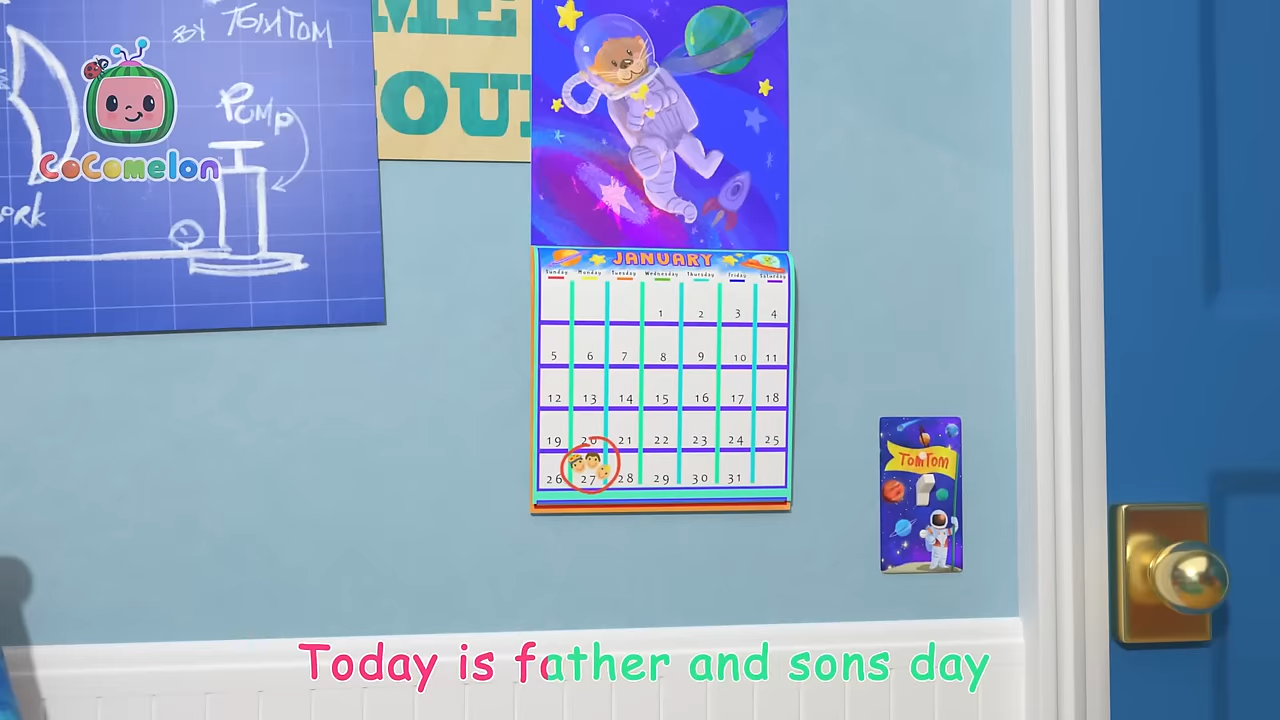 BY TOMTOM
PUMP
CoComelon
ORK
ME
OUR
JANUARY
Sunday Monday Tuesday Wednesday Thursday Friday Saturday
1 2 3 4
5 6 7 8 9 10 11
12 13 14 15 16 17 18
19 20 21 22 23 24 25
26 27 28 29 30 31
TOMTOM
Today is father and sons day